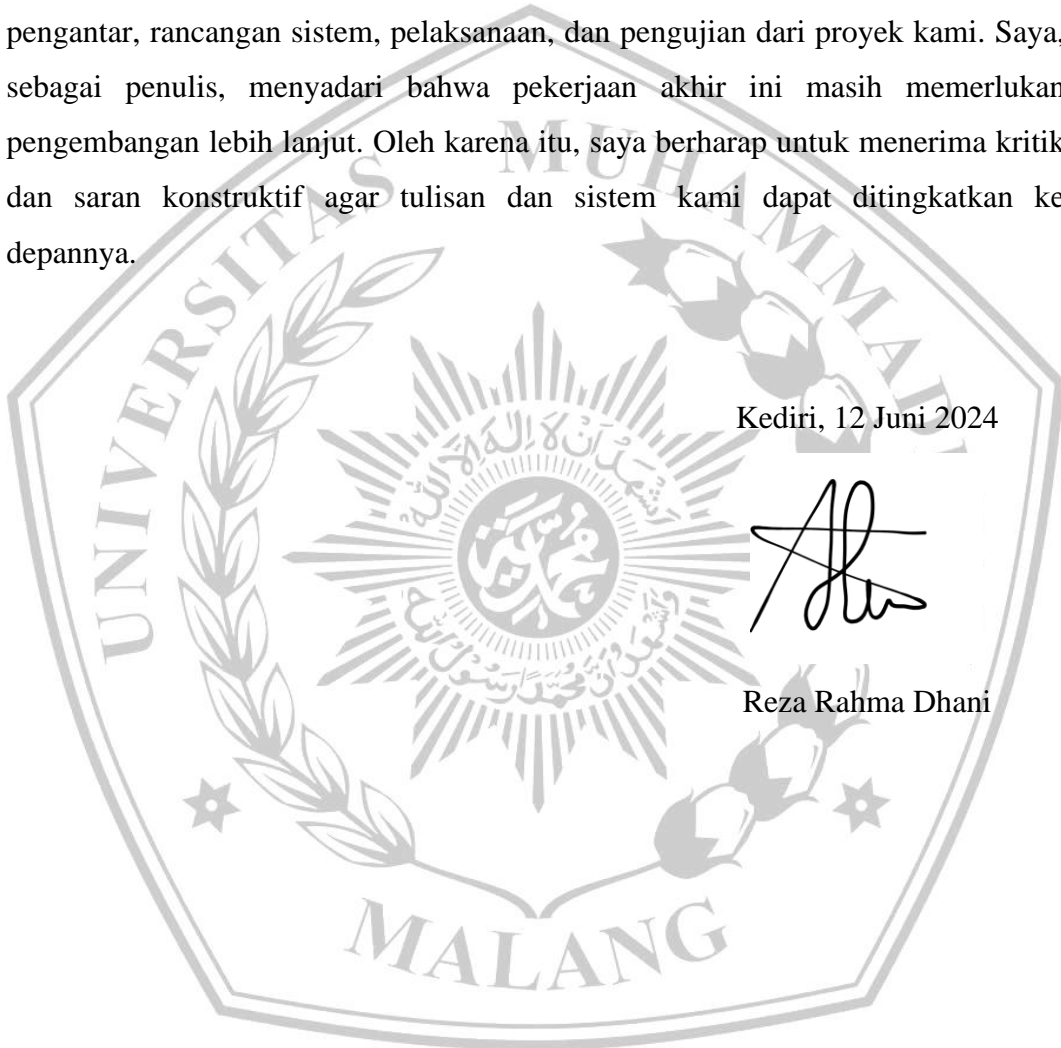 pengantar, rancangan sistem, pelaksanaan, dan pengujian dari proyek kami. Saya,
sebagai penulis, menyadari bahwa pekerjaan akhir ini masih memerlukan
pengembangan lebih lanjut. Oleh karena itu, saya berharap untuk menerima kritik
dan saran konstruktif agar tulisan dan sistem kami dapat ditingkatkan ke
depannya.
UNIVERSITAS MUHAMMADI
Kediri, 12 Juni 2024
Reza Rahma Dhani
MALANG